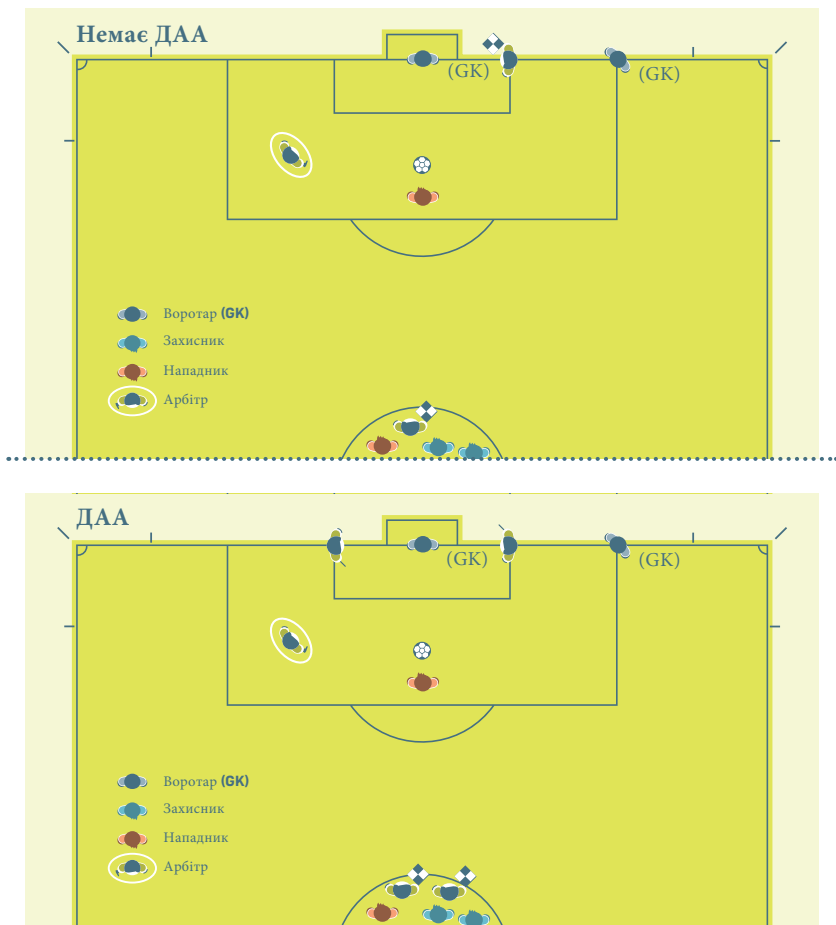 Немає ДАА
(GK)
(GK)
Воротар (GK)
Захисник
Нападник
Арбітр
ДАА
(GK)
(GK)
Воротар (GK)
Захисник
Нападник
Арбітр